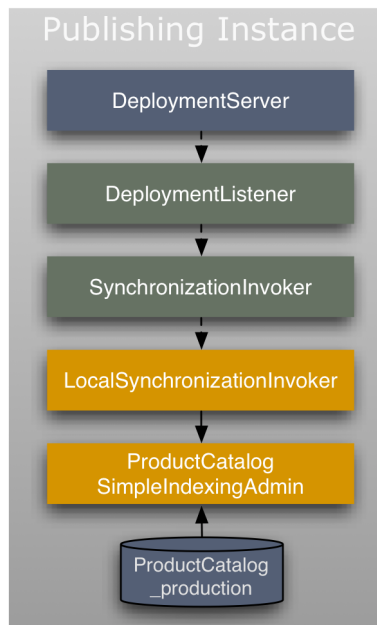 Publishing Instance
DeploymentServer
DeploymentListener
SynchronizationInvoker
LocalSynchronizationInvoker
ProductCatalog
SimpleIndexingAdmin
ProductCatalog
_production